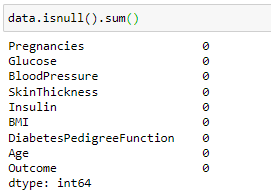 data.isnull().sum()
Pregnancies 0
Glucose 0
BloodPressure 0
SkinThickness 0
Insulin 0
BMI 0
DiabetesPedigreeFunction 0
Age 0
Outcome 0
dtype: int64